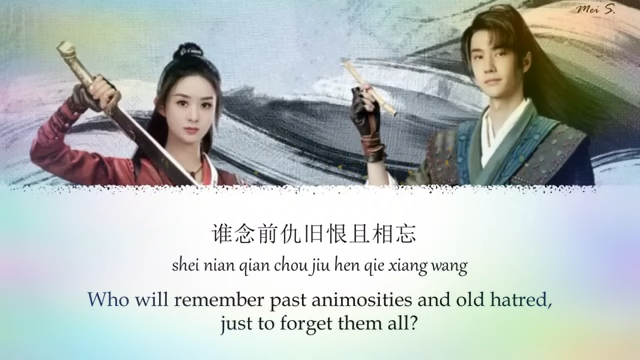 Mei S.
谁念前仇旧恨且相忘
shei nian qian chou jiu hen qie xiang wang
Who will remember past animosities and old hatred,
just to forget them all?